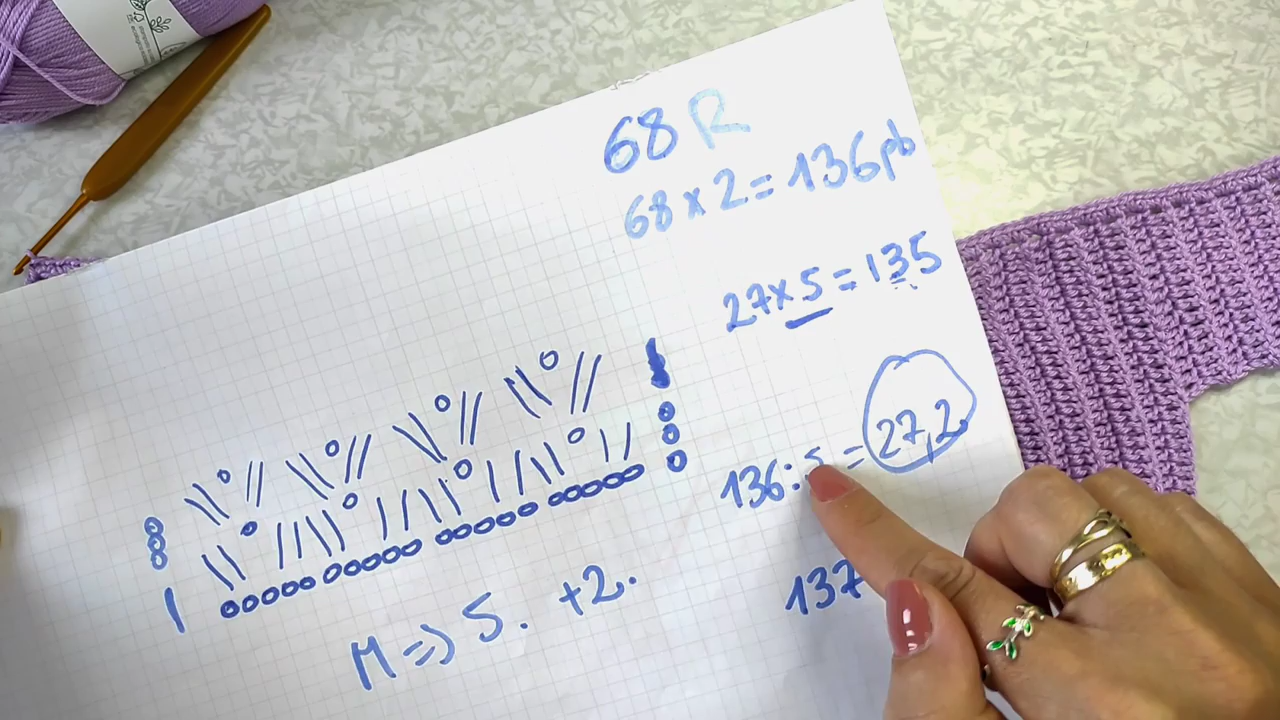 68 R
68 x 2 = 136 pb
27 x 5 = 135
136 : 5 = 27,2
137
M => 5. +2.